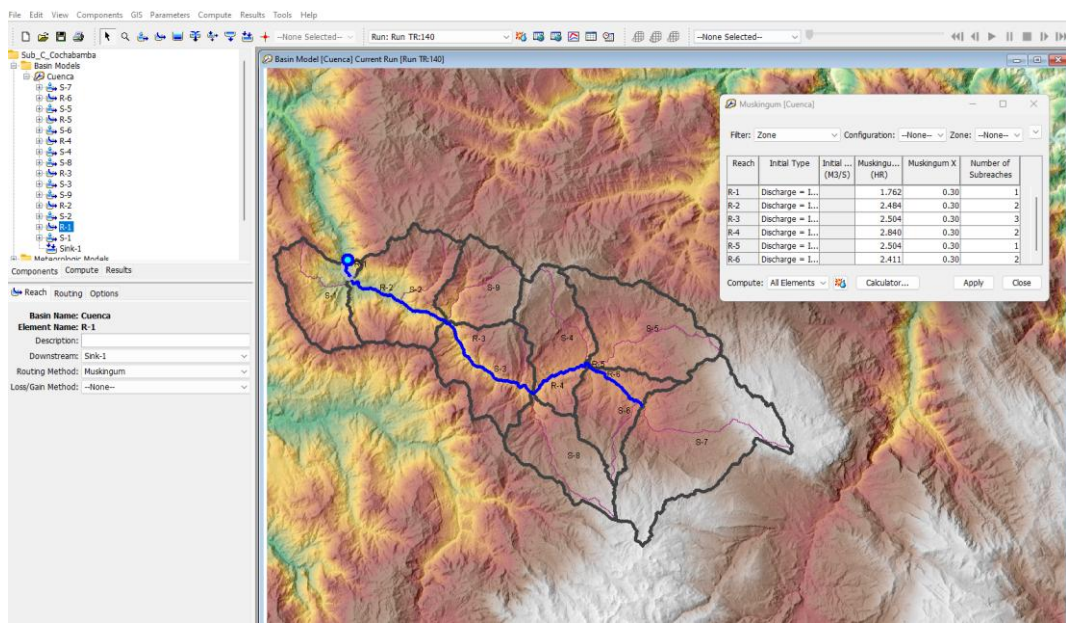 File Edit View Components GIS Parameters Compute Results Tools Help
--None Selected-- Run: Run TR:140 --None Selected--
Sub_C_Cochabamba
Basin Models
Cuenca
S-7
R-6
S-5
R-5
S-6
R-4
S-4
S-8
R-3
S-3
S-9
R-2
S-2
R-1
S-1
Sink-1
Meteorologic Models
Components Compute Results
Reach Routing Options
Basin Name: Cuenca
Element Name: R-1
Description:
Downstream: Sink-1
Routing Method: Muskingum
Loss/Gain Method: --None--
Basin Model [Cuenca] Current Run [Run TR:140]
S-1
R-2
S-2
S-9
R-3
S-3
S-4
S-5
R-5
R-6
R-4
S-6
S-7
S-8
Muskingum [Cuenca]
Filter: Zone Configuration: --None-- Zone: --None--
Reach Initial Type Initial ... (M3/S) Muskingu... (HR) Muskingum X Number of Subreaches
R-1 Discharge = I... 1.762 0.30 1
R-2 Discharge = I... 2.484 0.30 2
R-3 Discharge = I... 2.504 0.30 3
R-4 Discharge = I... 2.840 0.30 2
R-5 Discharge = I... 2.504 0.30 1
R-6 Discharge = I... 2.411 0.30 2
Compute: All Elements Calculator... Apply Close